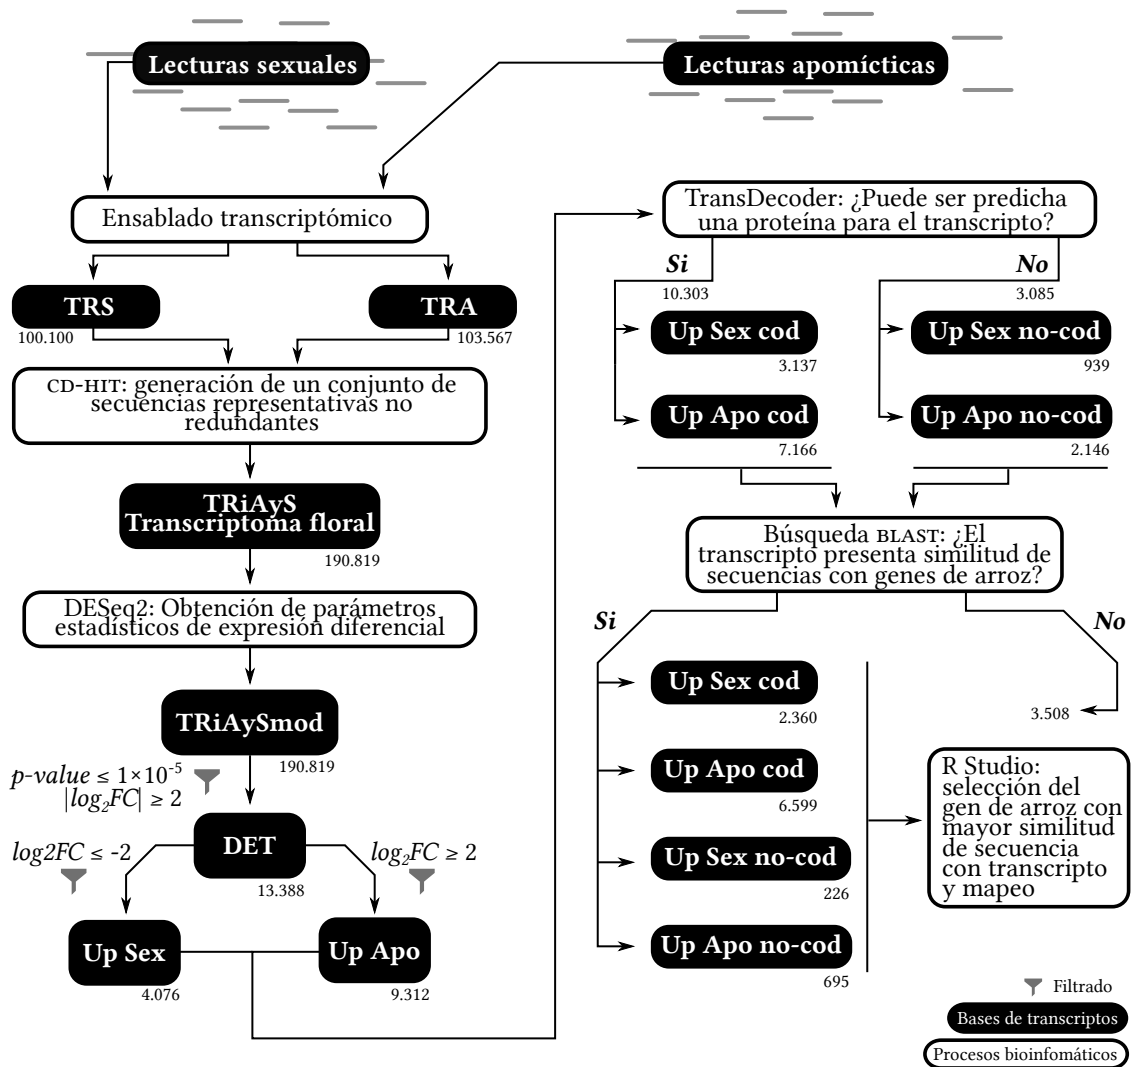 Lecturas sexuales
Lecturas apomícticas
Ensablado transcriptómico
TRS
100.100
TRA
103.567
CD-HIT: generación de un conjunto de
secuencias representativas no
redundantes
TRiAyS
Transcriptoma floral
190.819
DESeq2: Obtención de parámetros
estadísticos de expresión diferencial
TRiAySmod
190.819
p-value ≤ 1×10⁻⁵
|log₂FC| ≥ 2
DET
13.388
log2FC ≤ -2
log₂FC ≥ 2
Up Sex
4.076
Up Apo
9.312
TransDecoder: ¿Puede ser predicha
una proteína para el transcripto?
Si
10.303
No
3.085
Up Sex cod
3.137
Up Sex no-cod
939
Up Apo cod
7.166
Up Apo no-cod
2.146
Búsqueda BLAST: ¿El
transcripto presenta similitud de
secuencias con genes de arroz?
Si
No
Up Sex cod
2.360
3.508
Up Apo cod
6.599
Up Sex no-cod
226
Up Apo no-cod
695
R Studio:
selección del
gen de arroz con
mayor similitud
de secuencia
con transcripto
y mapeo
Filtrado
Bases de transcriptos
Procesos bioinfomáticos